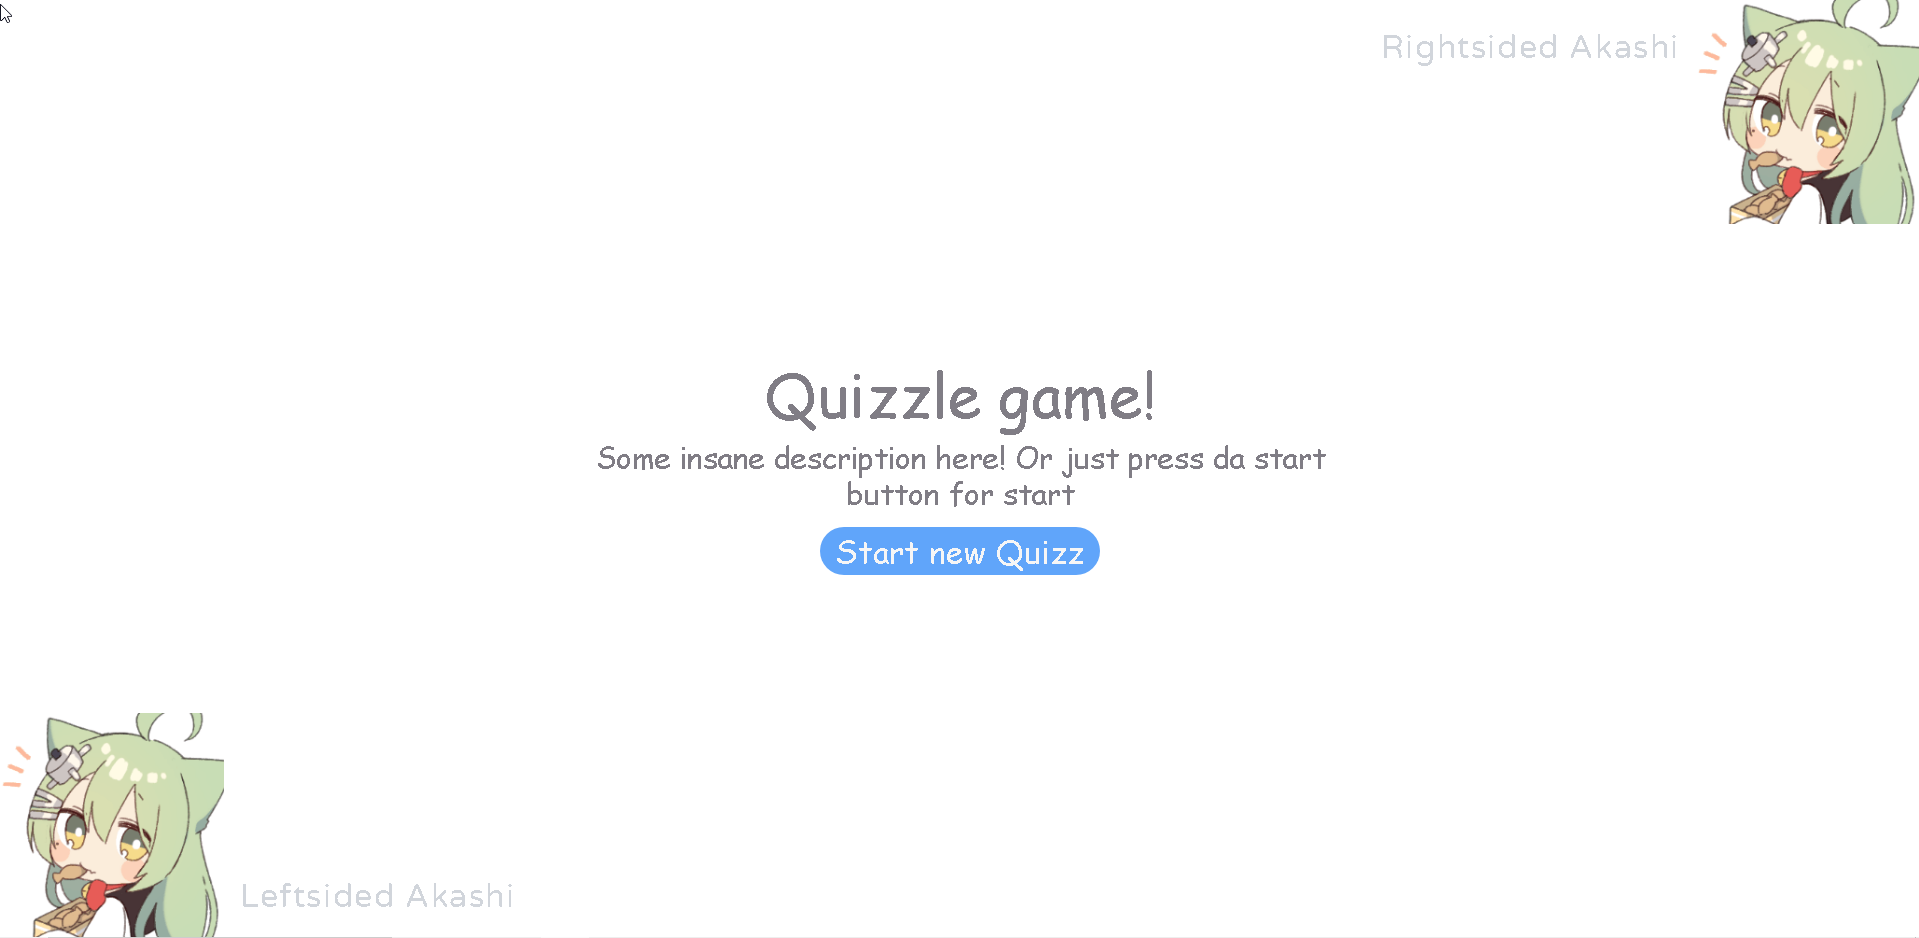 Rightsided Akashi
Quizzle game!
Some insane description here! Or just press da start
button for start
Start new Quizz
Leftsided Akashi